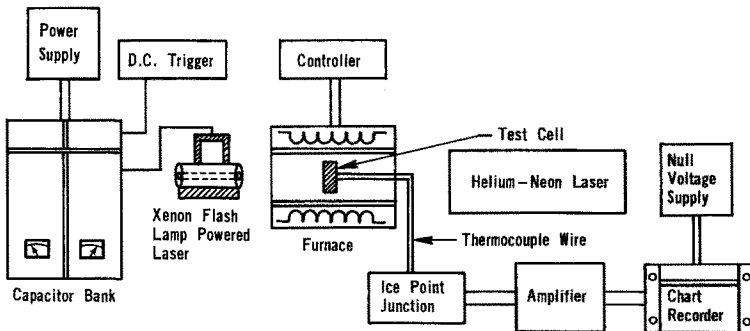 Power
Supply
D.C. Trigger
Controller
Test Cell
Helium-Neon Laser
Null
Voltage
Supply
Xenon Flash
Lamp Powered
Laser
Furnace
Thermocouple Wire
Capacitor Bank
Ice Point
Junction
Amplifier
Chart
Recorder